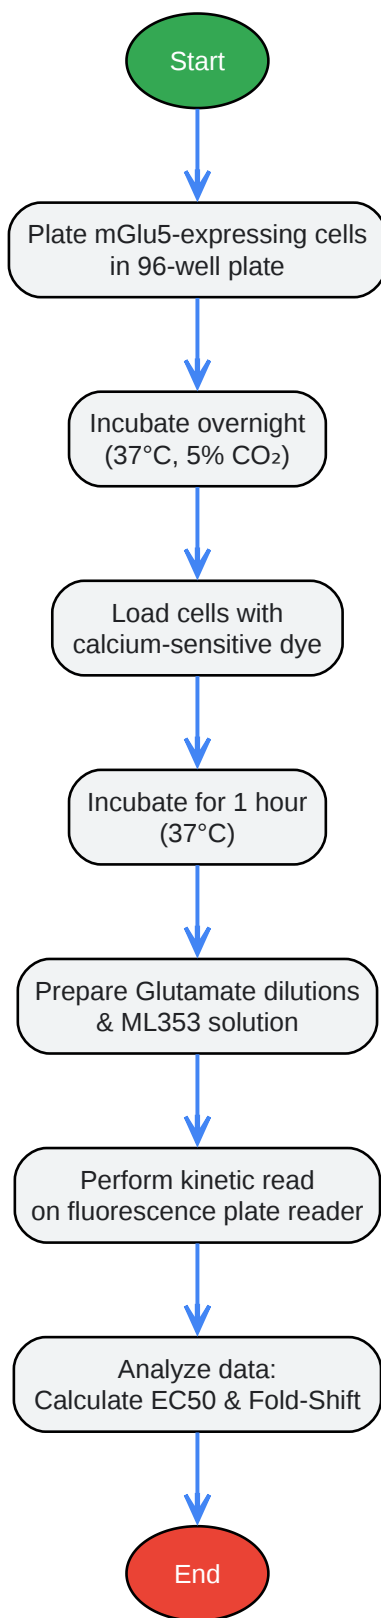 Start
Plate mGlu5-expressing cells
in 96-well plate
Incubate overnight
(37°C, 5% CO₂)
Load cells with
calcium-sensitive dye
Incubate for 1 hour
(37°C)
Prepare Glutamate dilutions
& ML353 solution
Perform kinetic read
on fluorescence plate reader
Analyze data:
Calculate EC50 & Fold-Shift
End